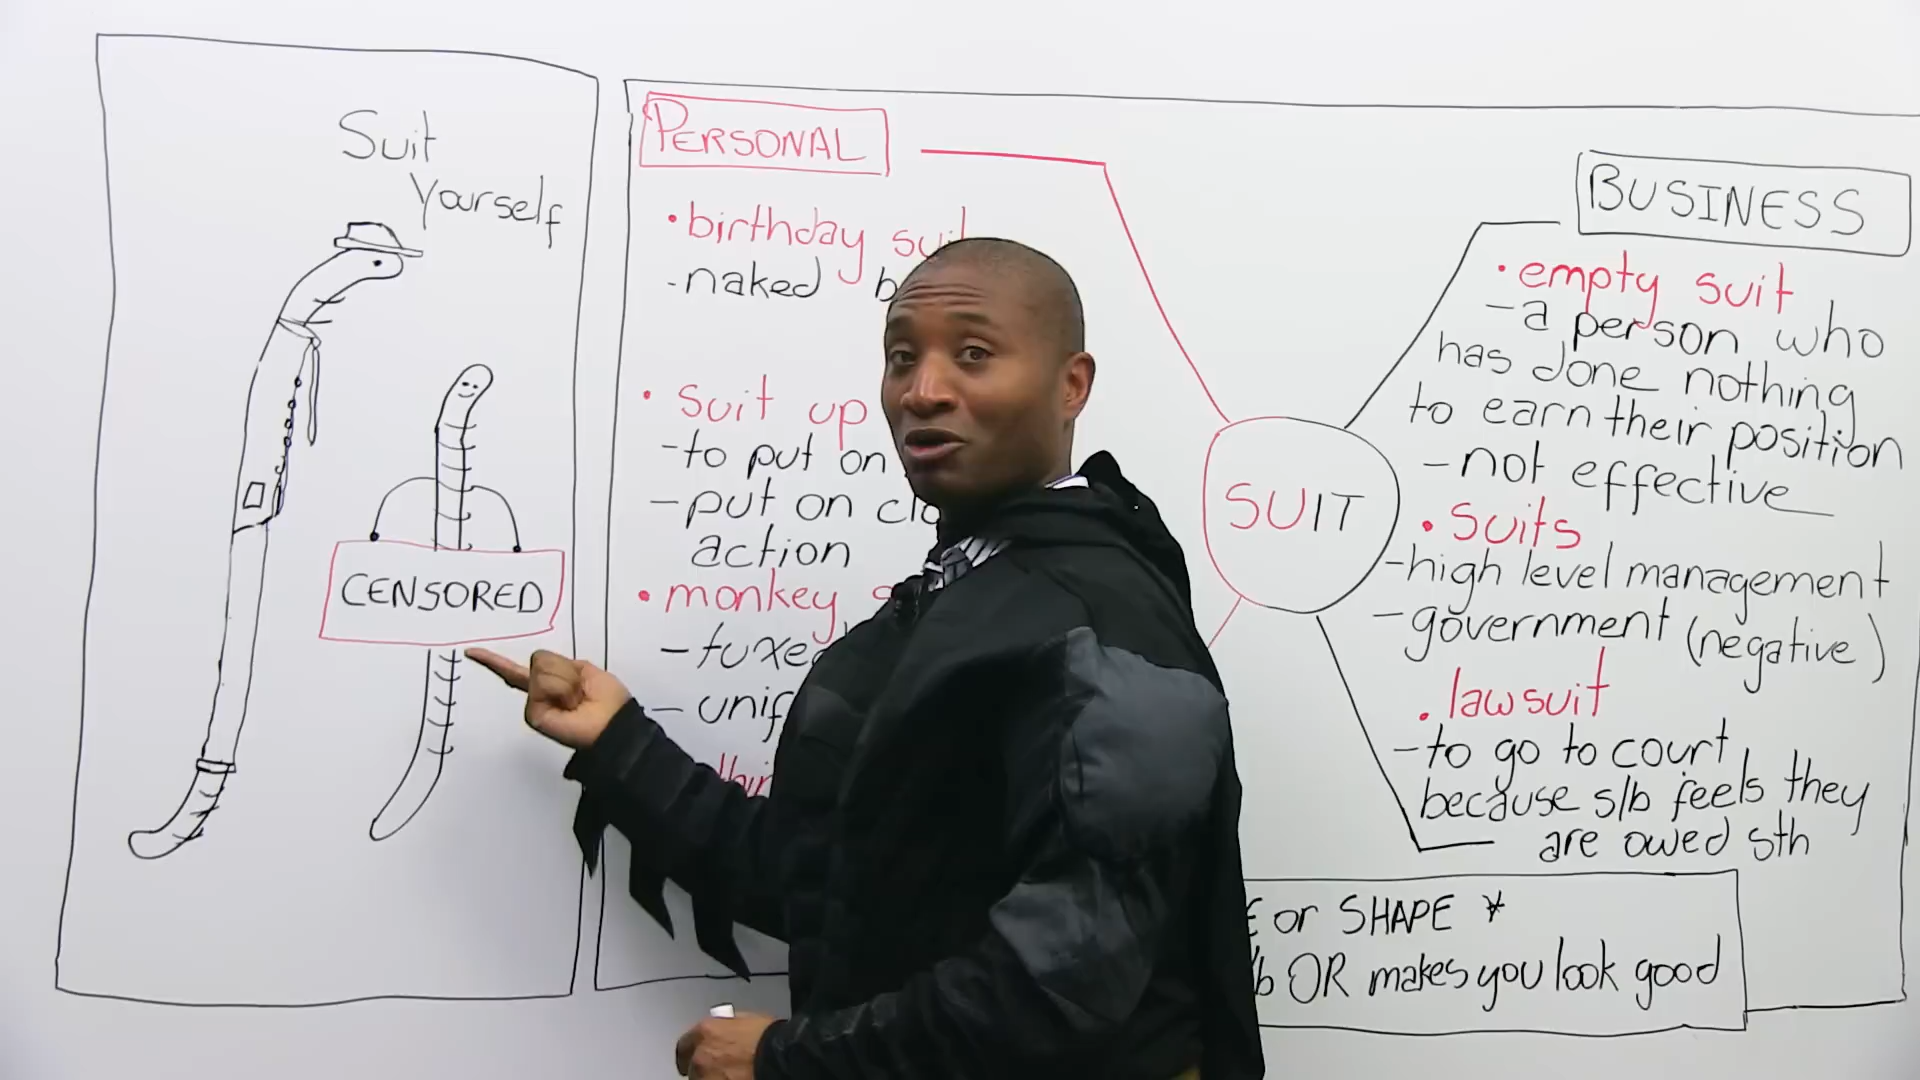 Suit
Yourself
CENSORED
PERSONAL
• birthday
- naked
• suit up
- to put on
- put on
action
• monkey
-
-
SUIT
BUSINESS
• empty suit
- a person who
has done nothing
to earn their position
- not effective
• suits
- high level management
- government (negative)
• lawsuit
- to go to court
because s/b feels they
are owed sth
or SHAPE *
OR makes you look good